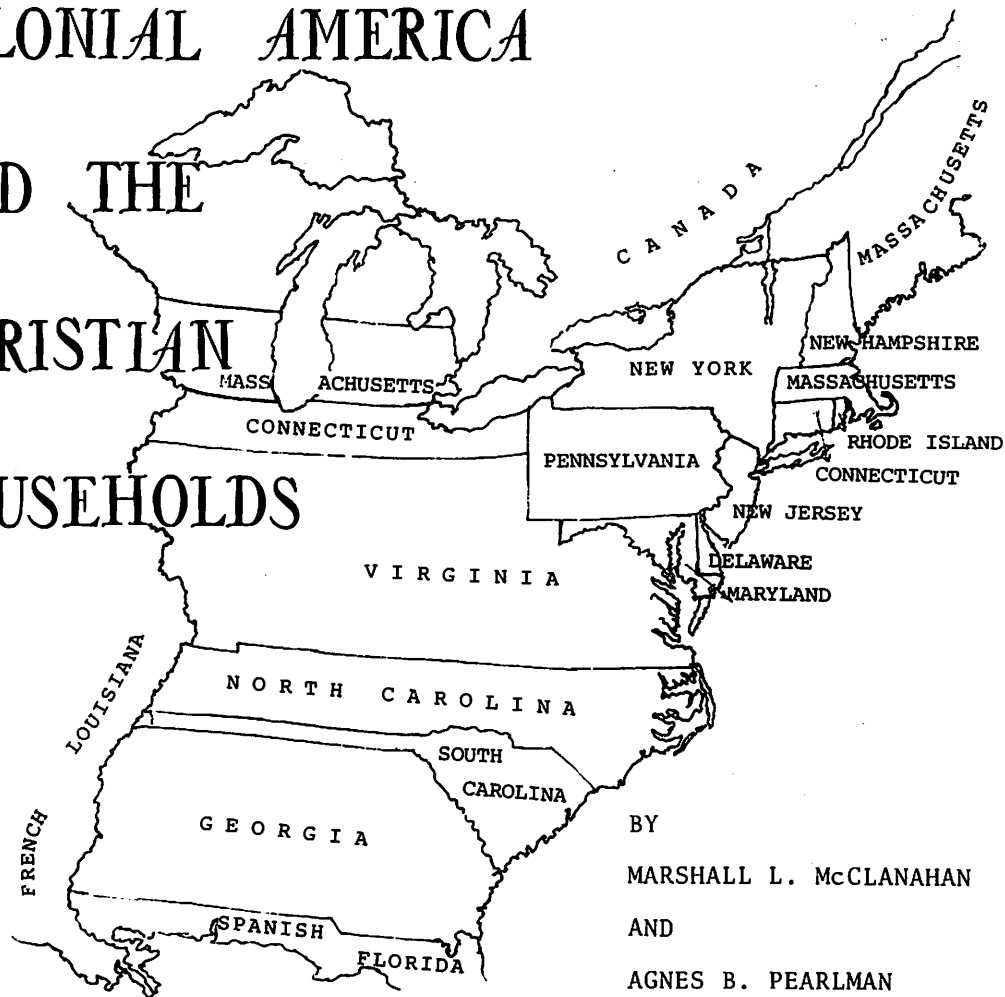 LONIAL AMERICA
D THE
RISTIAN
USEHOLDS
CANADA
MASSACHUSETTS
NEW HAMPSHIRE
NEW YORK
MASSACHUSETTS
MASSACHUSETTS
CONNECTICUT
RHODE ISLAND
PENNSYLVANIA
CONNECTICUT
NEW JERSEY
DELAWARE
VIRGINIA
MARYLAND
LOUISIANA
NORTH CAROLINA
SOUTH
CAROLINA
GEORGIA
FRENCH
SPANISH
FLORIDA
BY
MARSHALL L. McCLANAHAN
AND
AGNES B. PEARLMAN